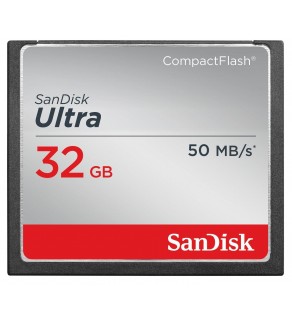 CompactFlash®
SanDisk
Ultra
32 GB
50 MB/s*
SanDisk